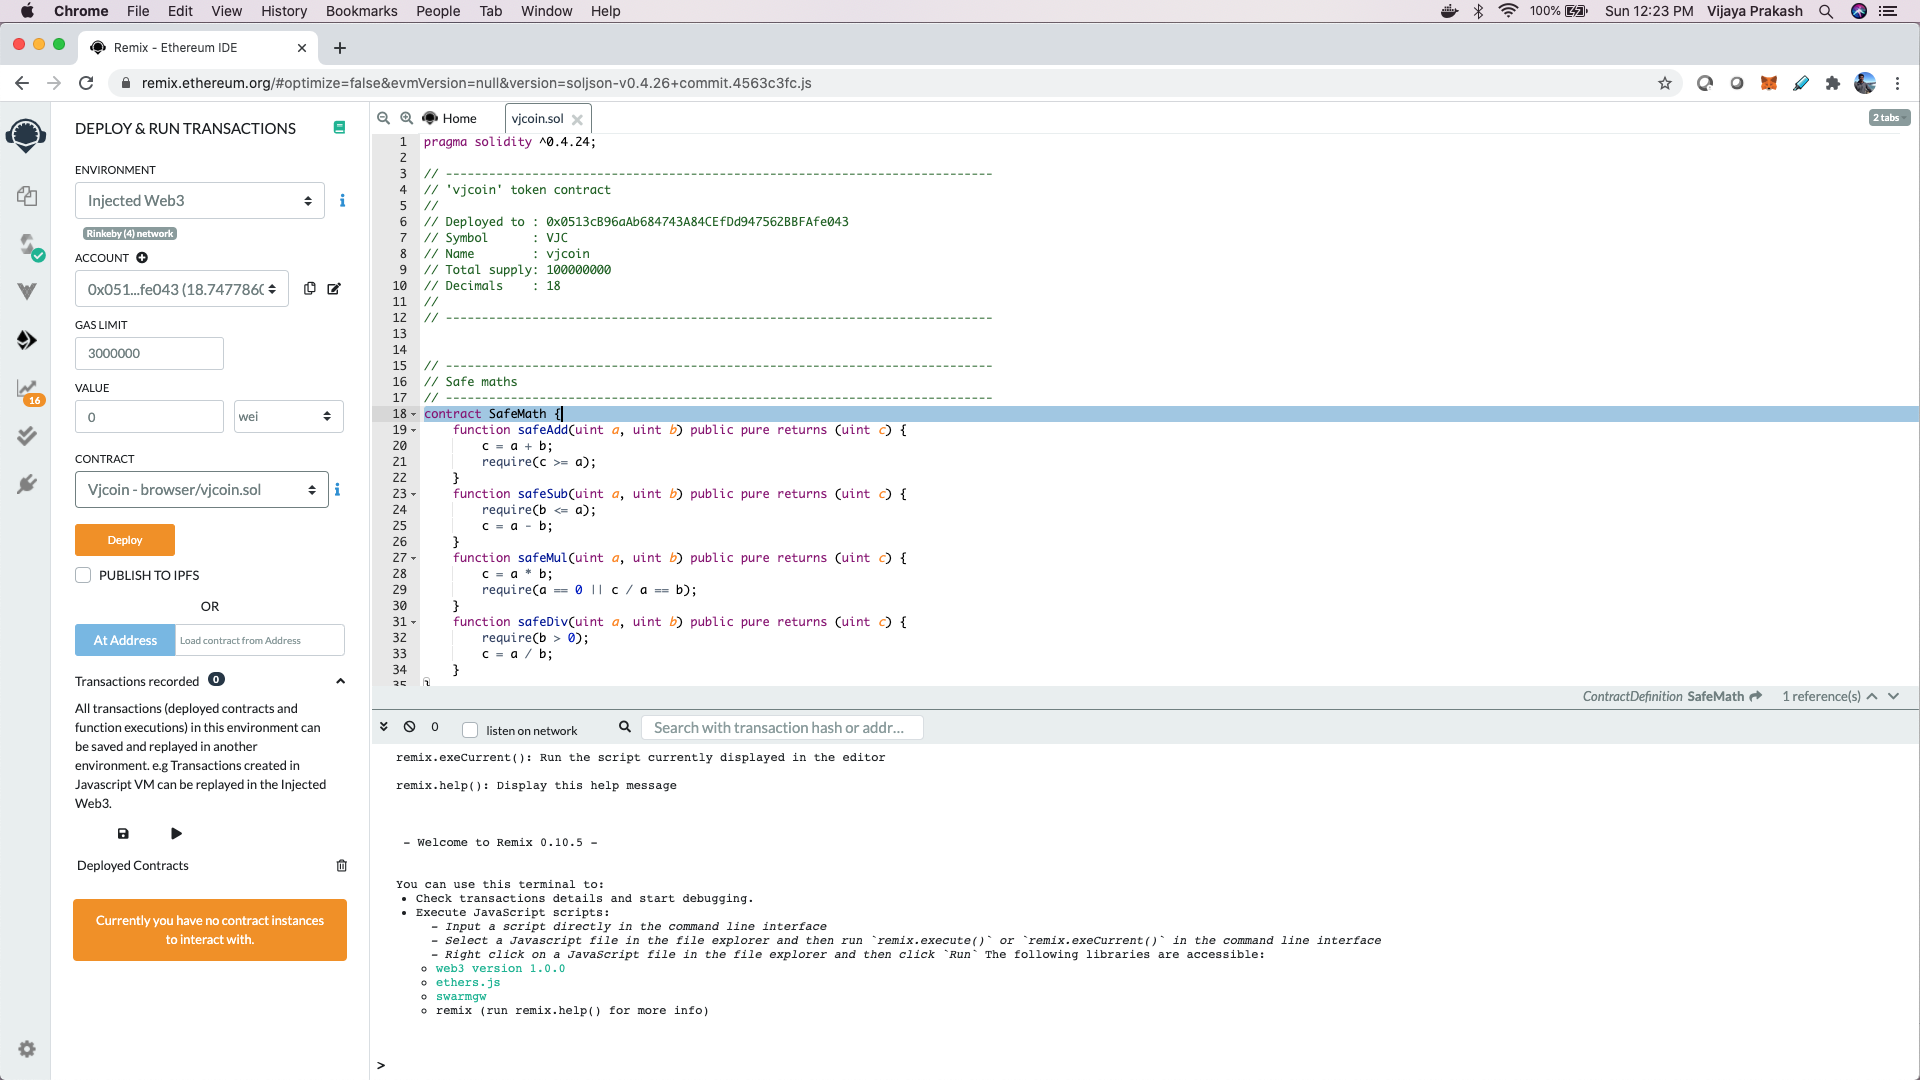 Chrome File Edit View History Bookmarks People Tab Window Help 100% Sun 12:23 PM Vijaya Prakash
Remix - Ethereum IDE
remix.ethereum.org/#optimize=false&evmVersion=null&version=soljson-v0.4.26+commit.4563c3fc.js
DEPLOY & RUN TRANSACTIONS
ENVIRONMENT
Injected Web3
Rinkeby (4) network
ACCOUNT
0x051...fe043 (18.7477860
GAS LIMIT
3000000
VALUE
0 wei
CONTRACT
Vjcoin - browser/vjcoin.sol
Deploy
PUBLISH TO IPFS
OR
At Address Load contract from Address
Transactions recorded 0
All transactions (deployed contracts and
function executions) in this environment can
be saved and replayed in another
environment. e.g Transactions created in
Javascript VM can be replayed in the Injected
Web3.
Deployed Contracts
Currently you have no contract instances
to interact with.
16
Home vjcoin.sol 2 tabs
1 pragma solidity ^0.4.24;
2
3 // ----------------------------------------------------------------------------
4 // 'vjcoin' token contract
5 //
6 // Deployed to : 0x0513cB96aAb684743A84CEfDd947562BBFAfe043
7 // Symbol      : VJC
8 // Name        : vjcoin
9 // Total supply: 100000000
10 // Decimals    : 18
11 //
12 // ----------------------------------------------------------------------------
13
14
15 // ----------------------------------------------------------------------------
16 // Safe maths
17 // ----------------------------------------------------------------------------
18 contract SafeMath {
19     function safeAdd(uint a, uint b) public pure returns (uint c) {
20         c = a + b;
21         require(c >= a);
22     }
23     function safeSub(uint a, uint b) public pure returns (uint c) {
24         require(b <= a);
25         c = a - b;
26     }
27     function safeMul(uint a, uint b) public pure returns (uint c) {
28         c = a * b;
29         require(a == 0 || c / a == b);
30     }
31     function safeDiv(uint a, uint b) public pure returns (uint c) {
32         require(b > 0);
33         c = a / b;
34     }
35 }
ContractDefinition SafeMath 1 reference(s)
0 listen on network Search with transaction hash or addr...
remix.exeCurrent(): Run the script currently displayed in the editor
remix.help(): Display this help message
- Welcome to Remix 0.10.5 -
You can use this terminal to:
• Check transactions details and start debugging.
• Execute JavaScript scripts:
- Input a script directly in the command line interface
- Select a Javascript file in the file explorer and then run `remix.execute()` or `remix.exeCurrent()` in the command line interface
- Right click on a JavaScript file in the file explorer and then click `Run` The following libraries are accessible:
web3 version 1.0.0
ethers.js
swarmgw
remix (run remix.help() for more info)
>